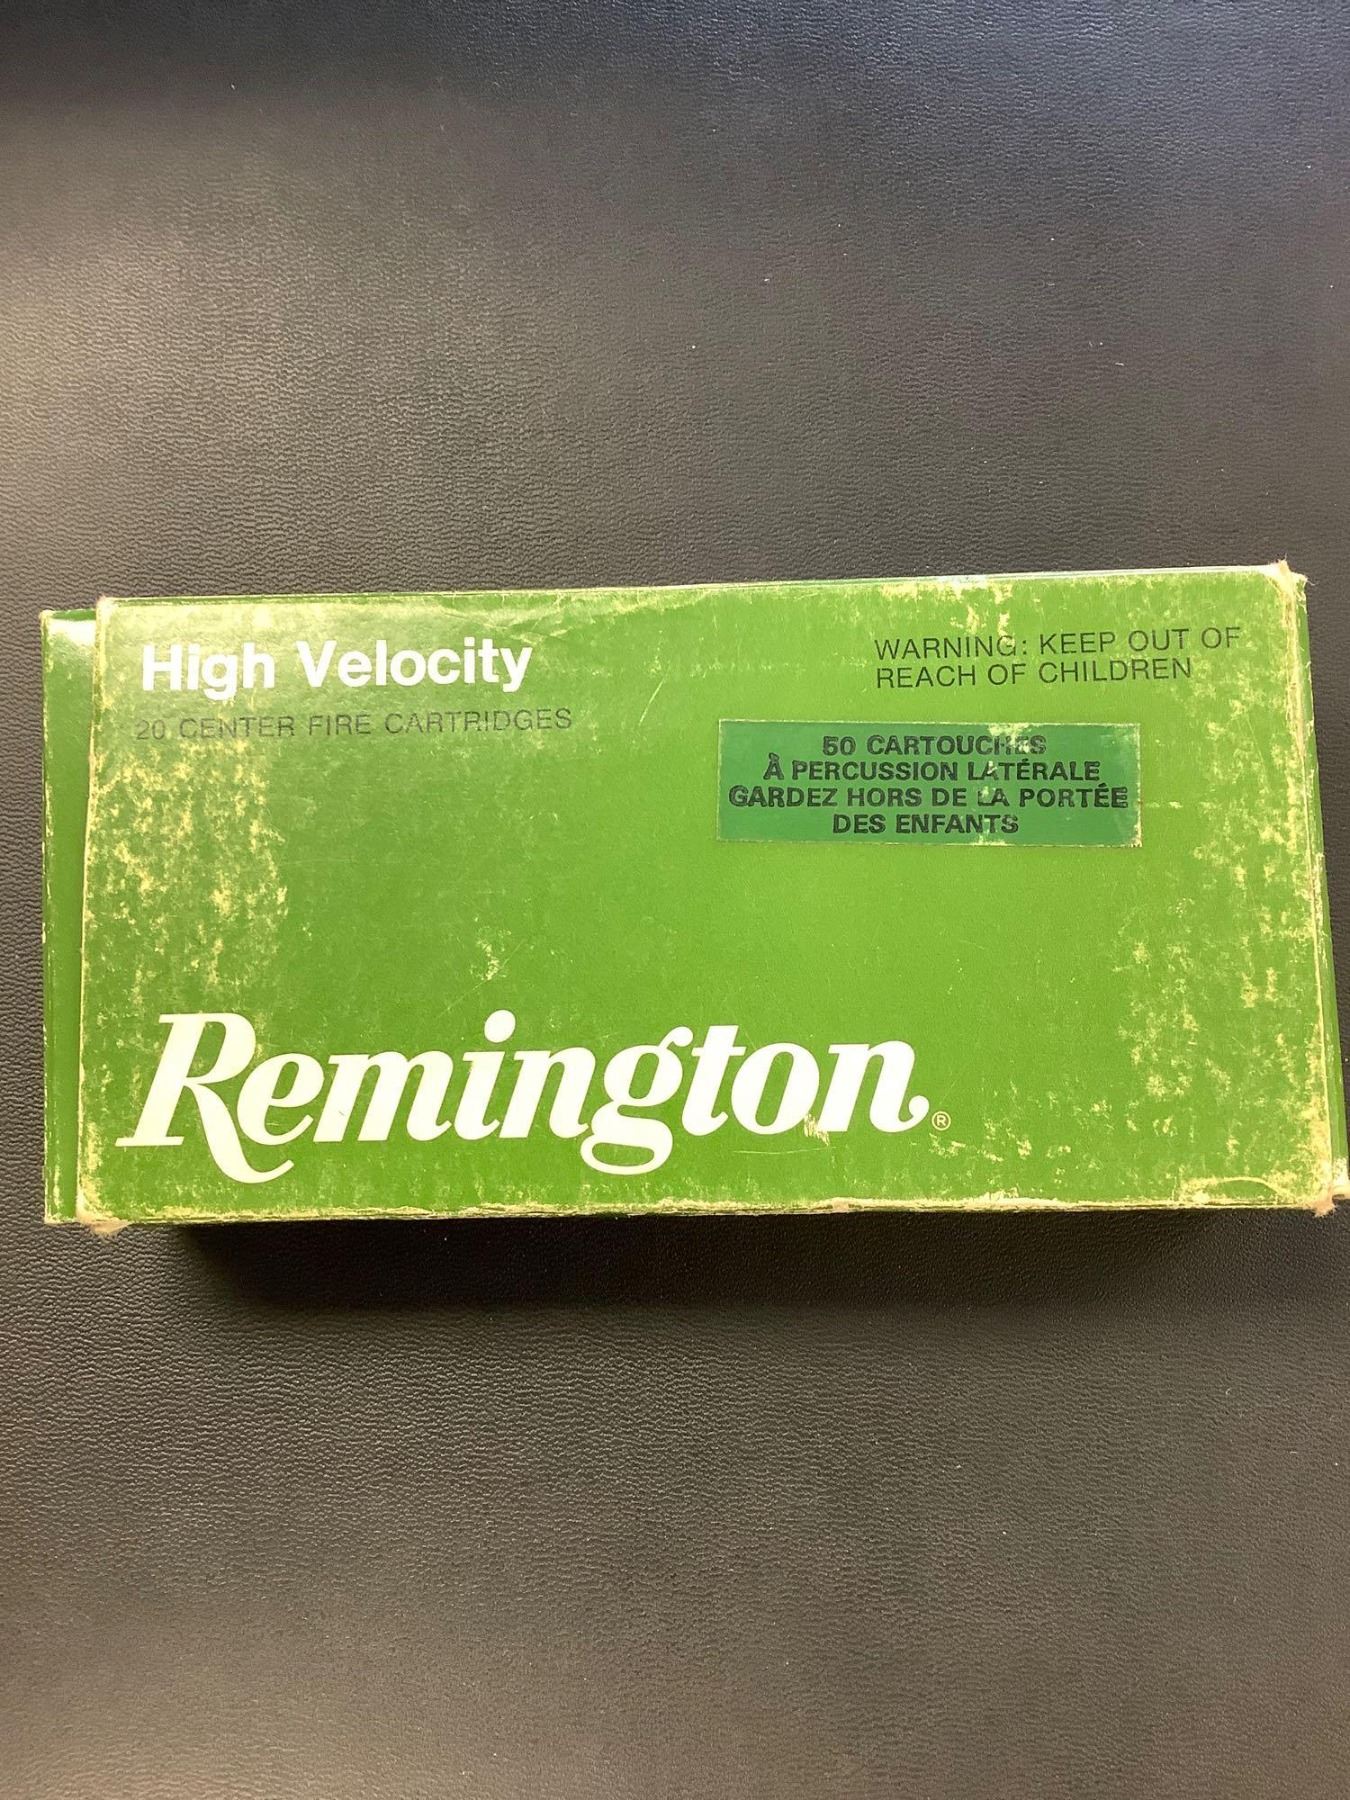 High Velocity
20 CENTER FIRE CARTRIDGES
WARNING: KEEP OUT OF
REACH OF CHILDREN
50 CARTOUCHES
À PERCUSSION LATÉRALE
GARDEZ HORS DE LA PORTÉE
DES ENFANTS
Remington®